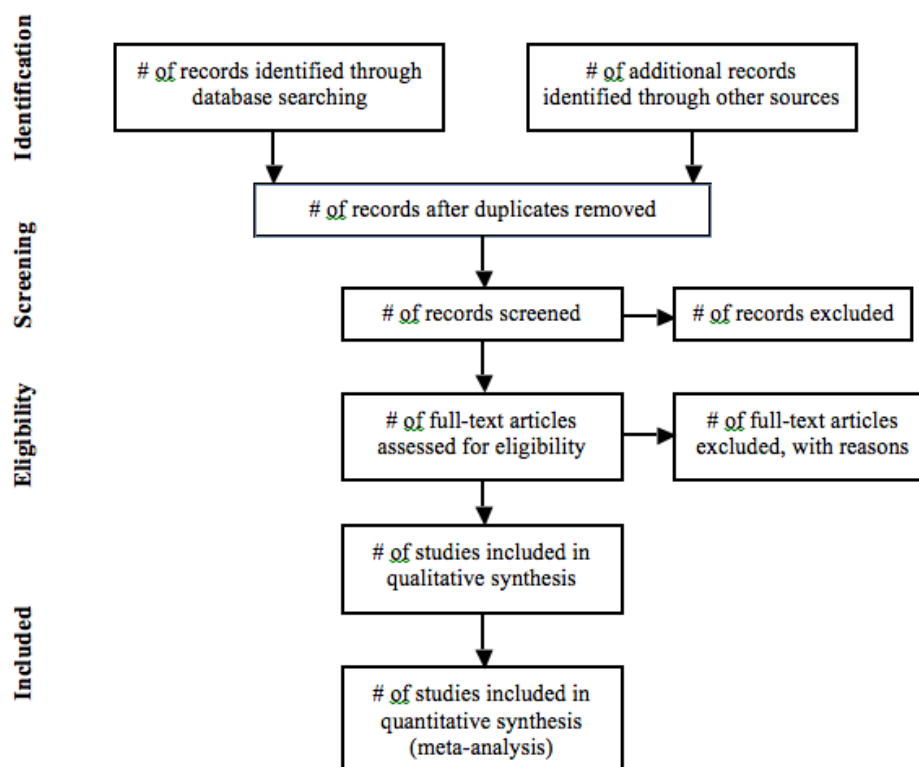 Identification
# of records identified through
database searching
# of additional records
identified through other sources
# of records after duplicates removed
Screening
# of records screened
# of records excluded
Eligibility
# of full-text articles
assessed for eligibility
# of full-text articles
excluded, with reasons
Included
# of studies included in
qualitative synthesis
# of studies included in
quantitative synthesis
(meta-analysis)